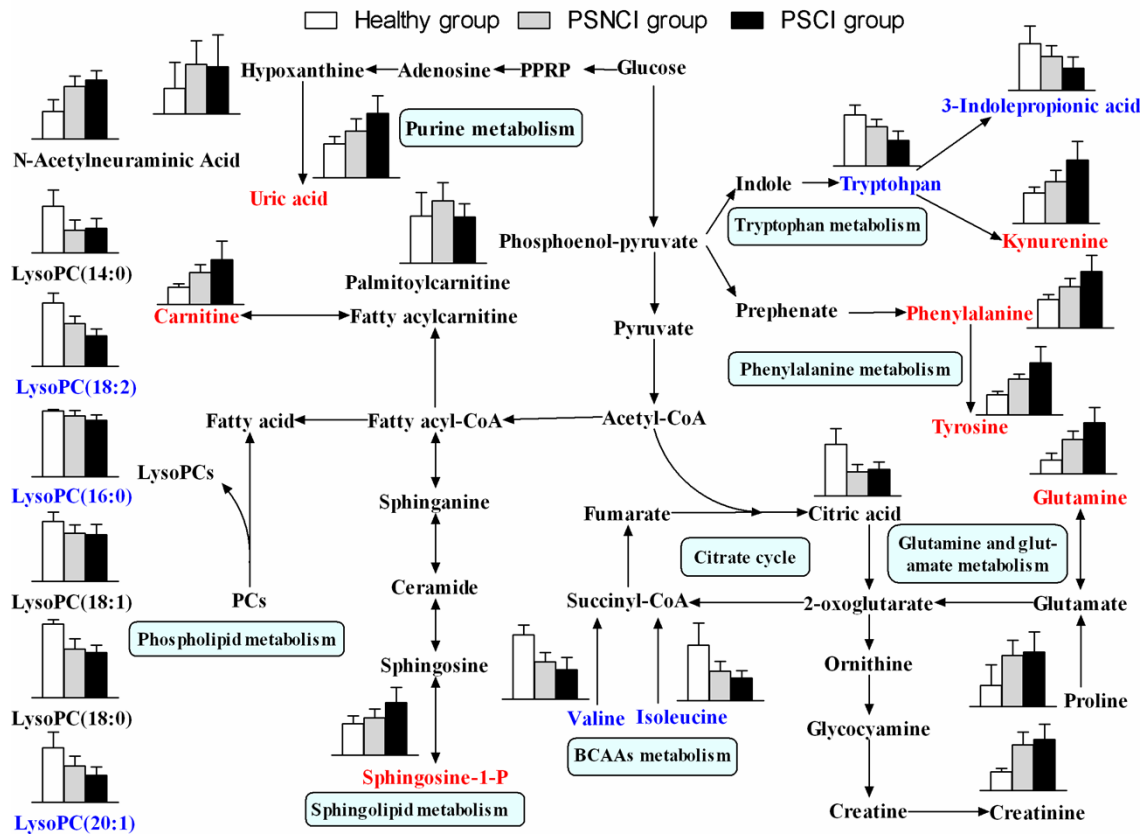 Healthy group PSNCI group PSCI group
Hypoxanthine Adenosine PPRP Glucose
3-Indolepropionic acid
Purine metabolism
N-Acetylneuraminic Acid
Uric acid
Indole Tryptohpan
Tryptophan metabolism
Phosphoenol-pyruvate
Kynurenine
LysoPC(14:0)
Palmitoylcarnitine
Carnitine Fatty acylcarnitine
Prephenate Phenylalanine
Pyruvate
Phenylalanine metabolism
LysoPC(18:2)
Fatty acid Fatty acyl-CoA Acetyl-CoA
Tyrosine
LysoPCs
LysoPC(16:0)
Sphinganine
Glutamine
Fumarate Citric acid
Citrate cycle
Glutamine and glut-
amate metabolism
Ceramide
LysoPC(18:1)
PCs
Succinyl-CoA 2-oxoglutarate Glutamate
Phospholipid metabolism
Sphingosine
Ornithine
Proline
LysoPC(18:0)
Valine Isoleucine
Glycocyamine
BCAAs metabolism
Sphingosine-1-P
Sphingolipid metabolism
Creatine Creatinine
LysoPC(20:1)